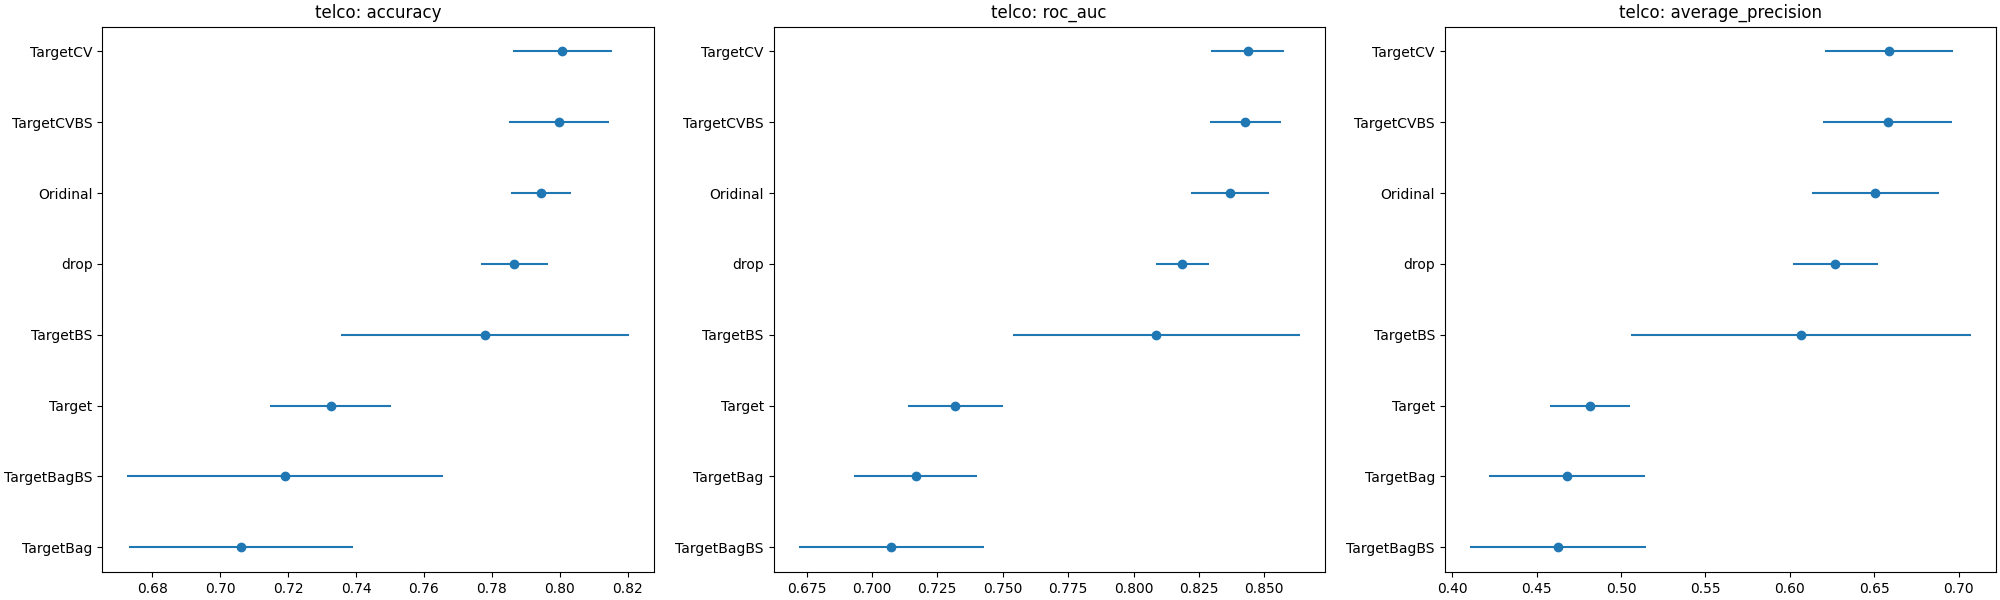 telco: accuracy
TargetCV
TargetCVBS
Oridinal
drop
TargetBS
Target
TargetBagBS
TargetBag
0.68 0.70 0.72 0.74 0.76 0.78 0.80 0.82
telco: roc_auc
TargetCV
TargetCVBS
Oridinal
drop
TargetBS
Target
TargetBag
TargetBagBS
0.675 0.700 0.725 0.750 0.775 0.800 0.825 0.850
telco: average_precision
TargetCV
TargetCVBS
Oridinal
drop
TargetBS
Target
TargetBag
TargetBagBS
0.40 0.45 0.50 0.55 0.60 0.65 0.70